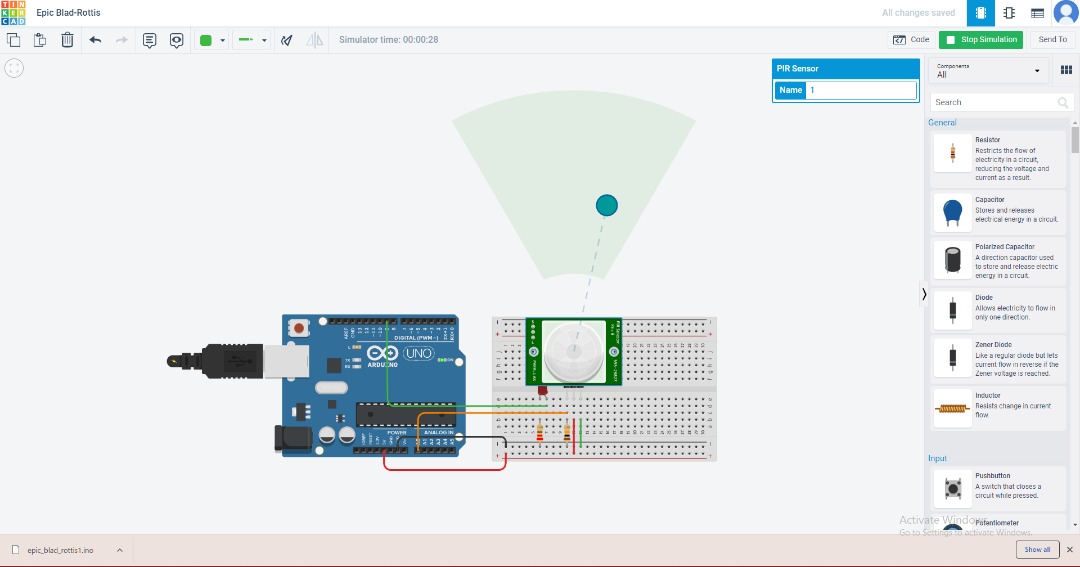 TIN
KER
CAD
Epic Blad-Rottis
All changes saved
Simulator time: 00:00:28
Code
Stop Simulation
Send To
PIR Sensor
Name 1
Components
All
Search
General
Resistor
Restricts the flow of
electricity in a circuit,
reducing the voltage and
current as a result.
Capacitor
Stores and releases
electrical energy in a circuit.
Polarized Capacitor
A direction capacitor used
to store and release electric
energy in a circuit.
Diode
Allows electricity to flow in
only one direction.
Zener Diode
Like a regular diode but lets
current flow in reverse if the
Zener voltage is reached.
Inductor
Resists change in current
flow.
Input
Pushbutton
A switch that closes a
circuit while pressed.
Potentiometer
DIGITAL (PWM~)
UNO
ARDUINO
POWER
ANALOG IN
PIR Sensor
Activate Windows
Go to Settings to activate Windows.
epic_blad_rottis1.ino
Show all